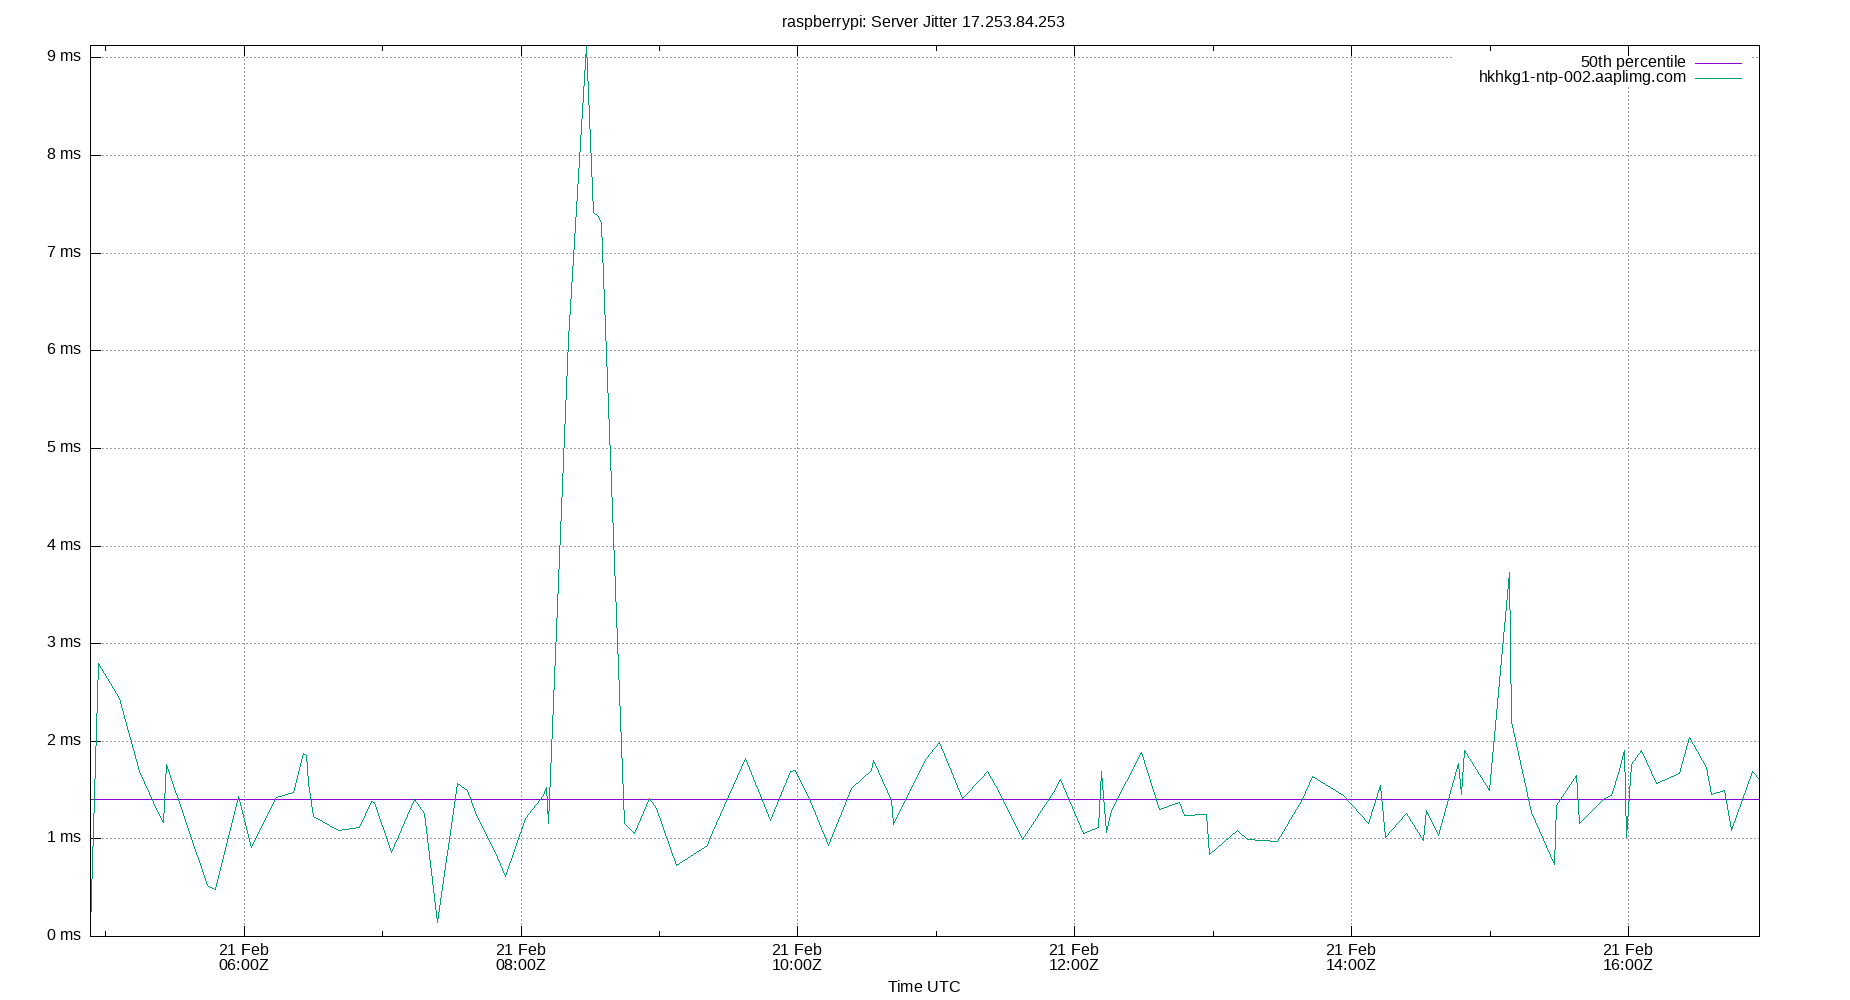 raspberrypi: Server Jitter 17.253.84.253
9 ms
8 ms
7 ms
6 ms
5 ms
4 ms
3 ms
2 ms
1 ms
0 ms
50th percentile
hkhkg1-ntp-002.aaplimg.com
21 Feb 21 Feb 21 Feb 21 Feb 21 Feb 21 Feb
06:00Z 08:00Z 10:00Z 12:00Z 14:00Z 16:00Z
Time UTC